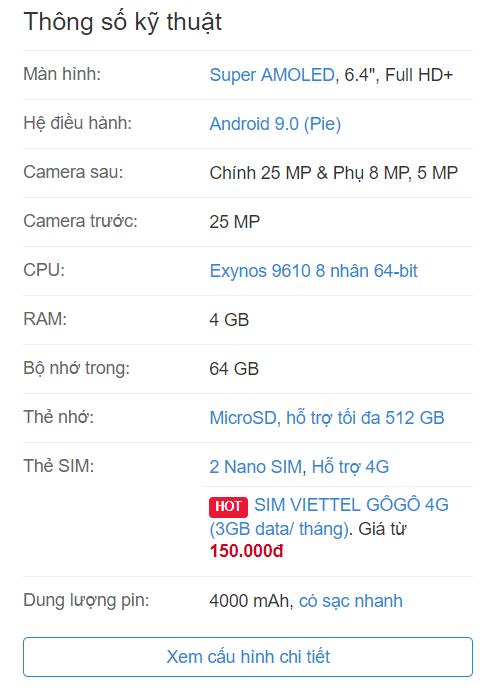 Thông số kỹ thuật
Màn hình: Super AMOLED, 6.4", Full HD+
Hệ điều hành: Android 9.0 (Pie)
Camera sau: Chính 25 MP & Phụ 8 MP, 5 MP
Camera trước: 25 MP
CPU: Exynos 9610 8 nhân 64-bit
RAM: 4 GB
Bộ nhớ trong: 64 GB
Thẻ nhớ: MicroSD, hỗ trợ tối đa 512 GB
Thẻ SIM: 2 Nano SIM, Hỗ trợ 4G
HOT SIM VIETTEL GÔGÔ 4G
(3GB data/ tháng). Giá từ
150.000đ
Dung lượng pin: 4000 mAh, có sạc nhanh
Xem cấu hình chi tiết